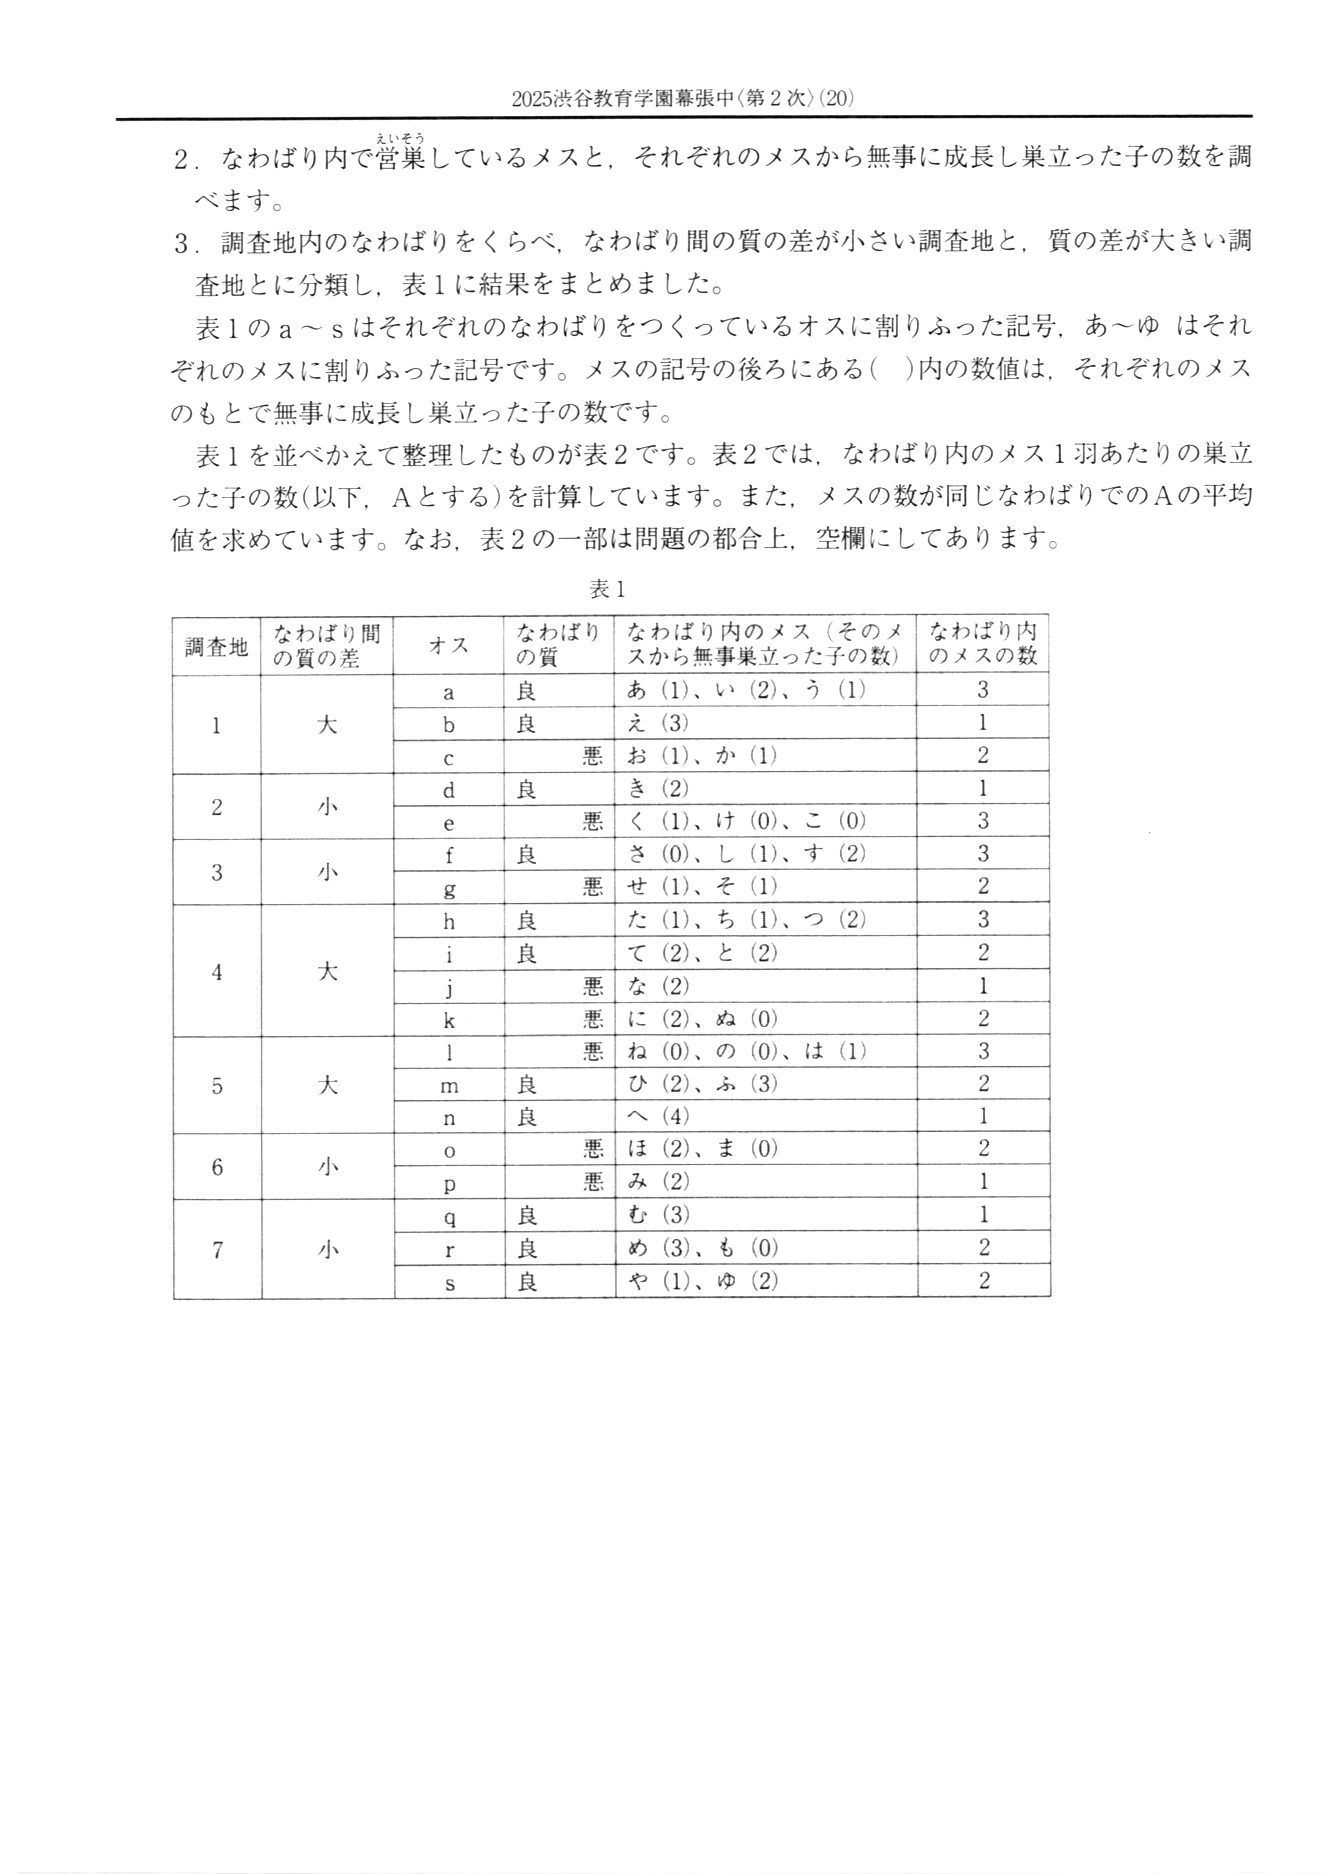 2025渋谷教育学園幕張中〈第2次〉(20)
えいそう
2．なわばり内で営巣しているメスと，それぞれのメスから無事に成長し巣立った子の数を調
べます。
3．調査地内のなわばりをくらべ，なわばり間の質の差が小さい調査地と，質の差が大きい調
査地とに分類し，表1に結果をまとめました。
表1のa～sはそれぞれのなわばりをつくっているオスに割りふった記号，あ～ゆ はそれ
ぞれのメスに割りふった記号です。メスの記号の後ろにある(　)内の数値は，それぞれのメス
のもとで無事に成長し巣立った子の数です。
表1を並べかえて整理したものが表2です。表2では，なわばり内のメス1羽あたりの巣立
った子の数(以下，Aとする)を計算しています。また，メスの数が同じなわばりでのAの平均
値を求めています。なお，表2の一部は問題の都合上，空欄にしてあります。
表1
調査地 なわばり間の質の差 オス なわばりの質 なわばり内のメス（そのメスから無事巣立った子の数） なわばり内のメスの数
1 大 a 良 あ（1）、い（2）、う（1） 3
b 良 え（3） 1
c 悪 お（1）、か（1） 2
2 小 d 良 き（2） 1
e 悪 く（1）、け（0）、こ（0） 3
3 小 f 良 さ（0）、し（1）、す（2） 3
g 悪 せ（1）、そ（1） 2
4 大 h 良 た（1）、ち（1）、つ（2） 3
i 良 て（2）、と（2） 2
j 悪 な（2） 1
k 悪 に（2）、ぬ（0） 2
5 大 l 悪 ね（0）、の（0）、は（1） 3
m 良 ひ（2）、ふ（3） 2
n 良 へ（4） 1
6 小 o 悪 ほ（2）、ま（0） 2
p 悪 み（2） 1
7 小 q 良 む（3） 1
r 良 め（3）、も（0） 2
s 良 や（1）、ゆ（2） 2